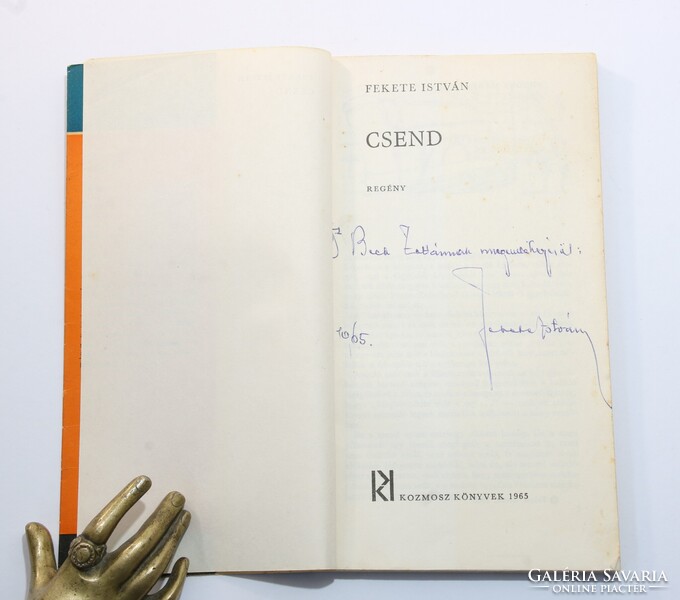 FEKETE ISTVÁN
CSEND
REGÉNY
Beck Zoltánnak
1965.
Fekete István
KOZMOSZ KÖNYVEK 1965
GALÉRIA SAVARIA
ONLINE PIACTÉR